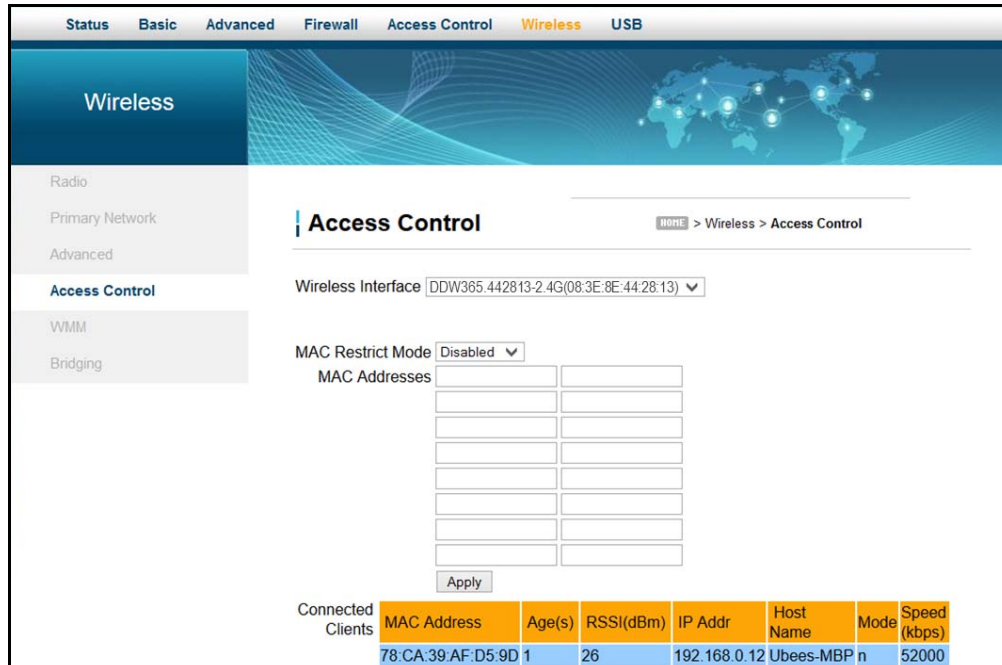 Status Basic Advanced Firewall Access Control Wireless USB
Wireless
Radio
Primary Network
Advanced
Access Control
WMM
Bridging
Access Control
HOME > Wireless > Access Control
Wireless Interface DDW365.442813-2.4G(08:3E:8E:44:28:13)
MAC Restrict Mode Disabled
MAC Addresses
Apply
Connected Clients
MAC Address Age(s) RSSI(dBm) IP Addr Host Name Mode Speed (kbps)
78:CA:39:AF:D5:9D 1 26 192.168.0.12 Ubees-MBP n 52000